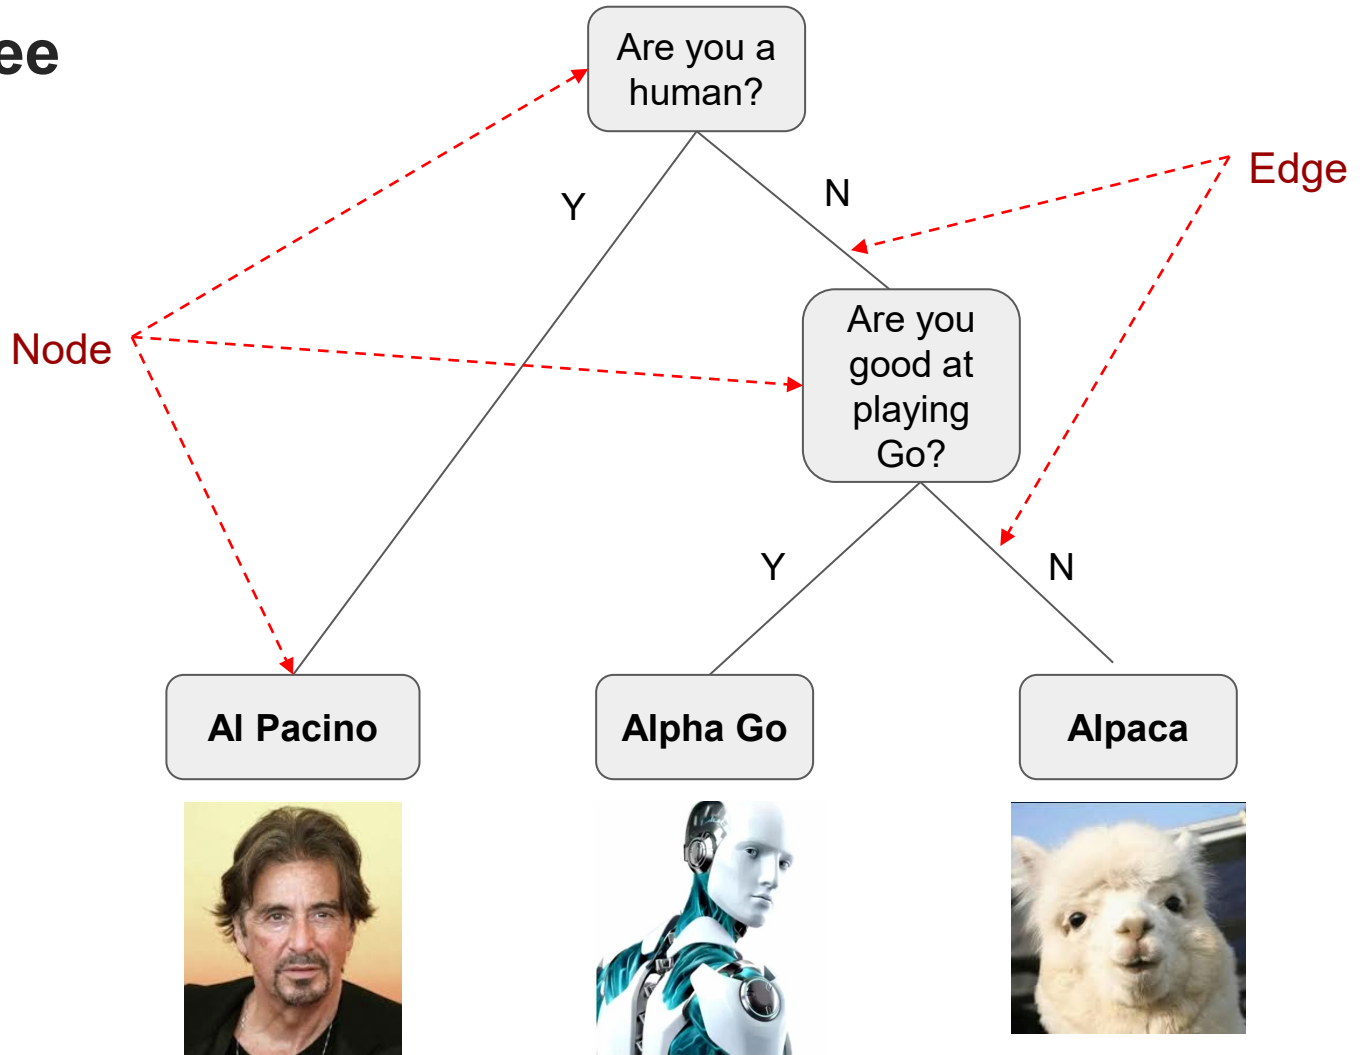 ee
Are you a
human?
Edge
Y
N
Node
Are you
good at
playing
Go?
Y
N
Al Pacino
Alpha Go
Alpaca